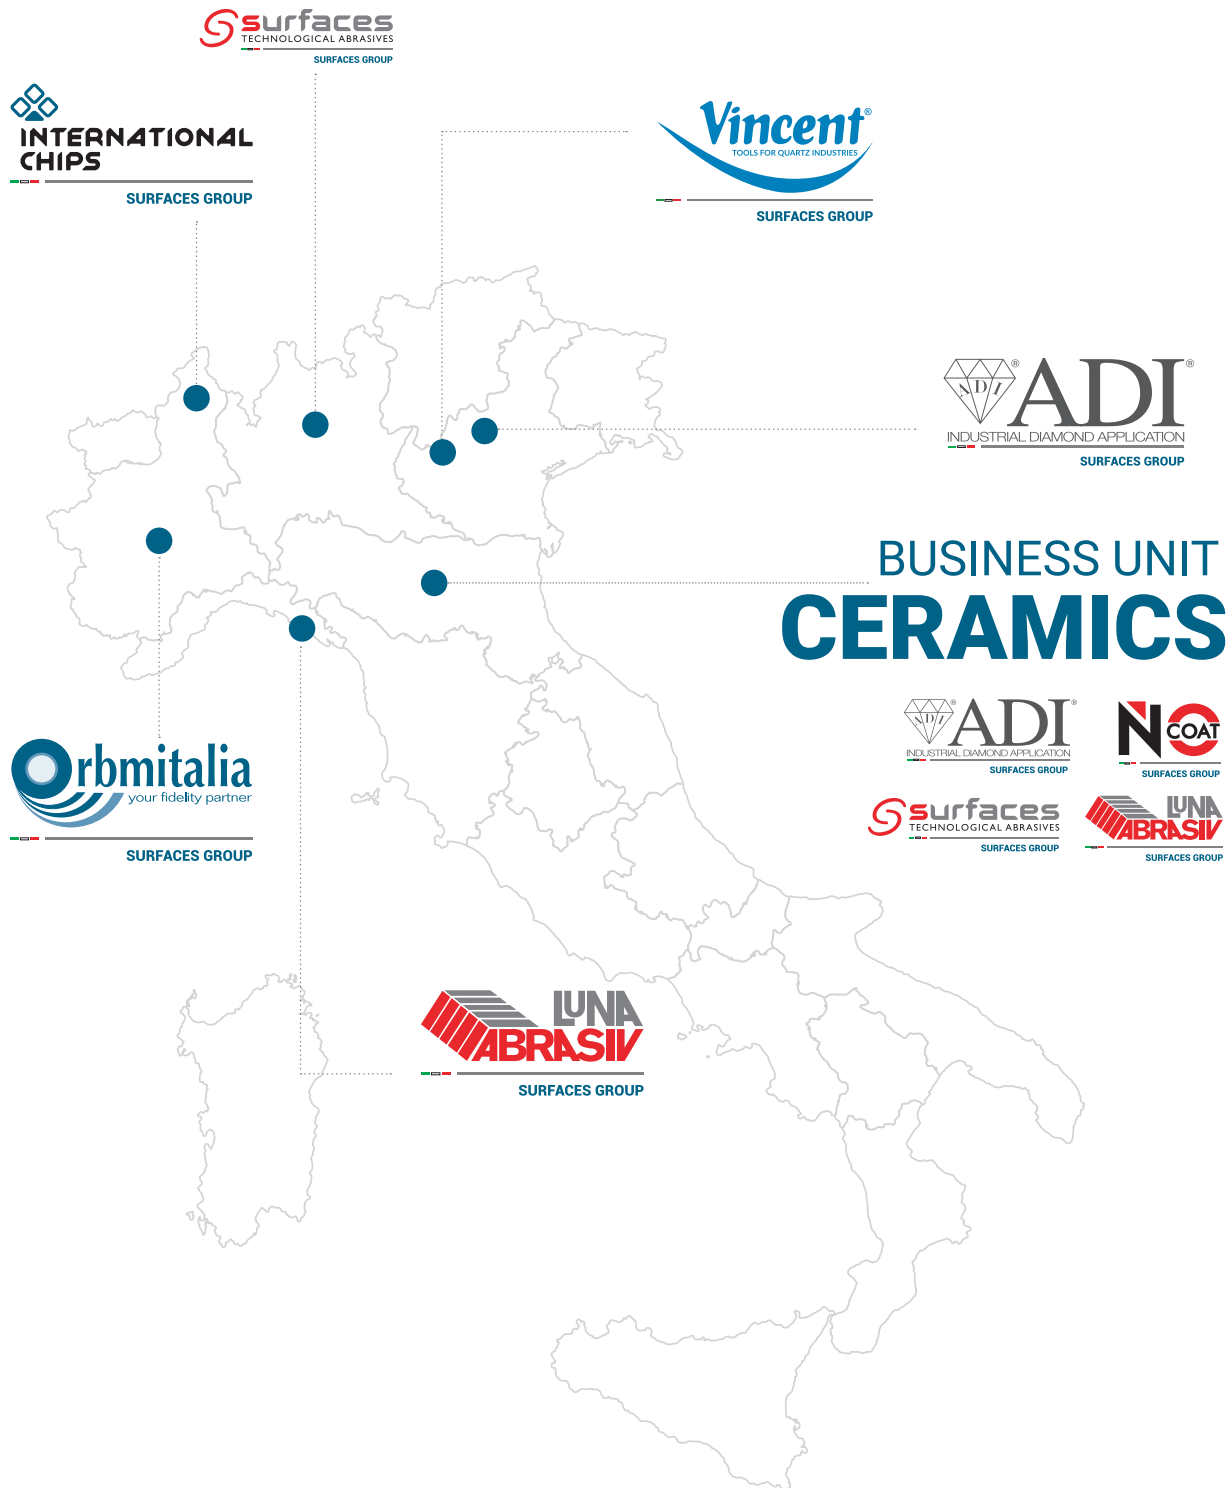 surfaces
TECHNOLOGICAL ABRASIVES
SURFACES GROUP
INTERNATIONAL
CHIPS
SURFACES GROUP
Vincent®
TOOLS FOR QUARTZ INDUSTRIES
SURFACES GROUP
ADI ® ADI ®
INDUSTRIAL DIAMOND APPLICATION
SURFACES GROUP
BUSINESS UNIT
CERAMICS
ADI ® ADI ®
INDUSTRIAL DIAMOND APPLICATION
SURFACES GROUP
N COAT
SURFACES GROUP
surfaces
TECHNOLOGICAL ABRASIVES
SURFACES GROUP
LUNA
ABRASIV
SURFACES GROUP
Orbmitalia
your fidelity partner
SURFACES GROUP
LUNA
ABRASIV
SURFACES GROUP